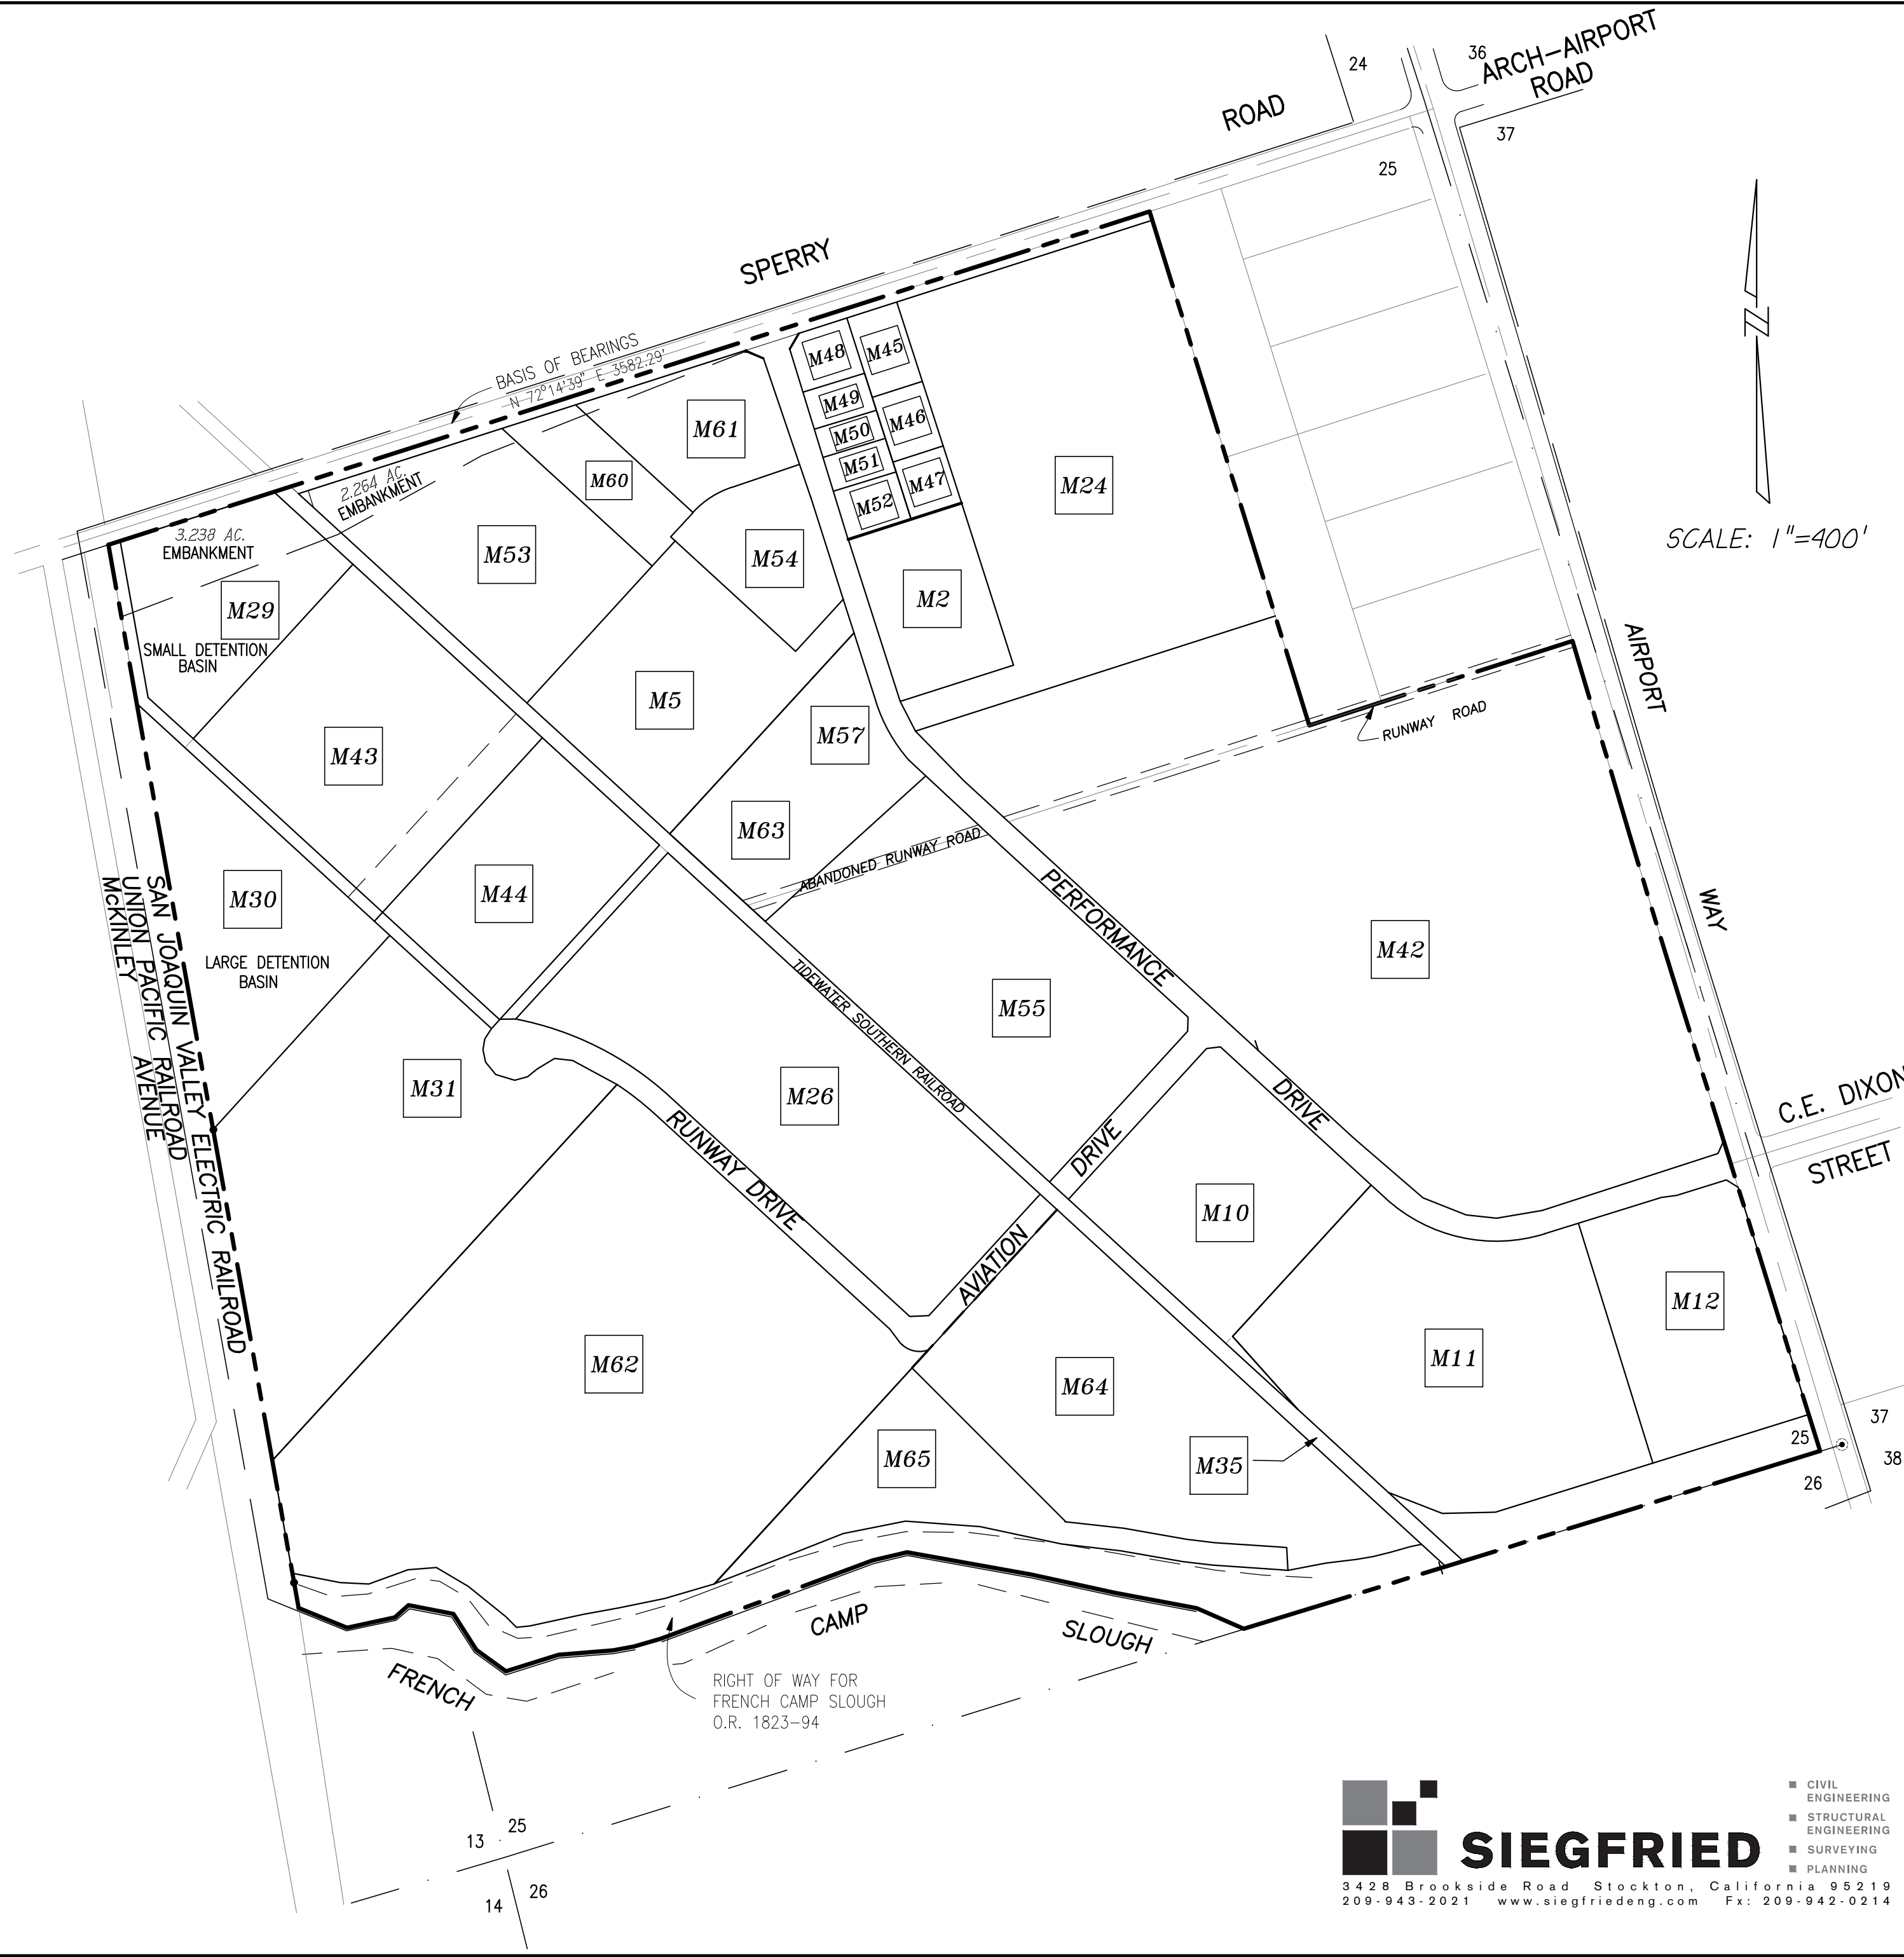 36
ARCH-AIRPORT
ROAD
24
ROAD
37
25
SPERRY
BASIS OF BEARINGS
N 72°14'39" E 3582.29'
N
SCALE: 1"=400'
M48
M45
M49
M46
M50
M51
M47
M52
M61
M60
M24
2.264 AC.
EMBANKMENT
3.238 AC.
EMBANKMENT
M53
M54
M2
M29
SMALL DETENTION
BASIN
M5
M57
M43
M63
AIRPORT
WAY
RUNWAY ROAD
ABANDONED RUNWAY ROAD
M30
LARGE DETENTION
BASIN
M44
PERFORMANCE
DRIVE
M42
SAN JOAQUIN VALLEY ELECTRIC RAILROAD
UNION PACIFIC RAILROAD
McKINLEY AVENUE
TIDEWATER SOUTHERN RAILROAD
M55
M31
M26
RUNWAY DRIVE
AVIATION DRIVE
C.E. DIXON
STREET
M10
M12
M62
M11
M64
M65
M35
37
25
38
26
FRENCH CAMP SLOUGH
RIGHT OF WAY FOR
FRENCH CAMP SLOUGH
O.R. 1823-94
13 25
14 26
SIEGFRIED
CIVIL
ENGINEERING
STRUCTURAL
ENGINEERING
SURVEYING
PLANNING
3428 Brookside Road Stockton, California 95219
209-943-2021 www.siegfriedeng.com Fx: 209-942-0214